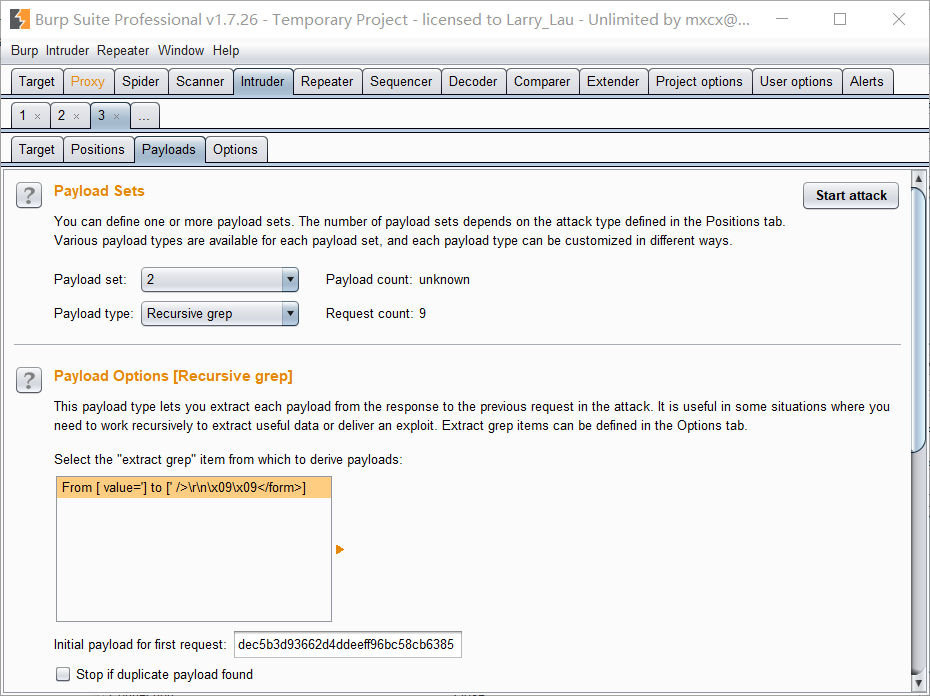 Burp Suite Professional v1.7.26 - Temporary Project - licensed to Larry_Lau - Unlimited by mxcx@...
Burp Intruder Repeater Window Help
Target Proxy Spider Scanner Intruder Repeater Sequencer Decoder Comparer Extender Project options User options Alerts
1 × 2 × 3 × ...
Target Positions Payloads Options
? Payload Sets
Start attack
You can define one or more payload sets. The number of payload sets depends on the attack type defined in the Positions tab.
Various payload types are available for each payload set, and each payload type can be customized in different ways.
Payload set: 2 Payload count: unknown
Payload type: Recursive grep Request count: 9
? Payload Options [Recursive grep]
This payload type lets you extract each payload from the response to the previous request in the attack. It is useful in some situations where you
need to work recursively to extract useful data or deliver an exploit. Extract grep items can be defined in the Options tab.
Select the "extract grep" item from which to derive payloads:
From [ value='] to [' />\r\n\x09\x09</form>]
Initial payload for first request: dec5b3d93662d4ddeeff96bc58cb6385
Stop if duplicate payload found